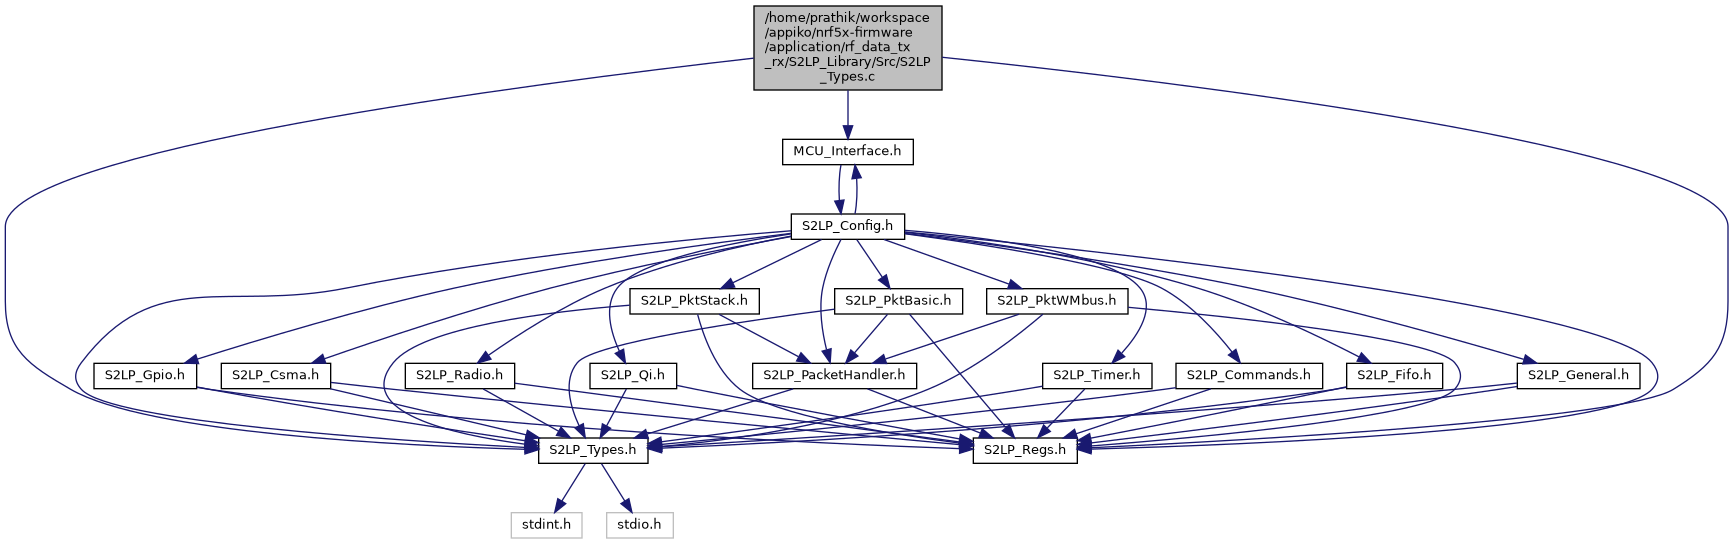 /home/prathik/workspace
/appiko/nrf5x-firmware
/application/rf_data_tx
_rx/S2LP_Library/Src/S2LP
_Types.c
MCU_Interface.h
S2LP_Config.h
S2LP_PktStack.h
S2LP_PktBasic.h
S2LP_PktWMbus.h
S2LP_Gpio.h
S2LP_Csma.h
S2LP_Radio.h
S2LP_Qi.h
S2LP_PacketHandler.h
S2LP_Timer.h
S2LP_Commands.h
S2LP_Fifo.h
S2LP_General.h
S2LP_Types.h
S2LP_Regs.h
stdint.h
stdio.h